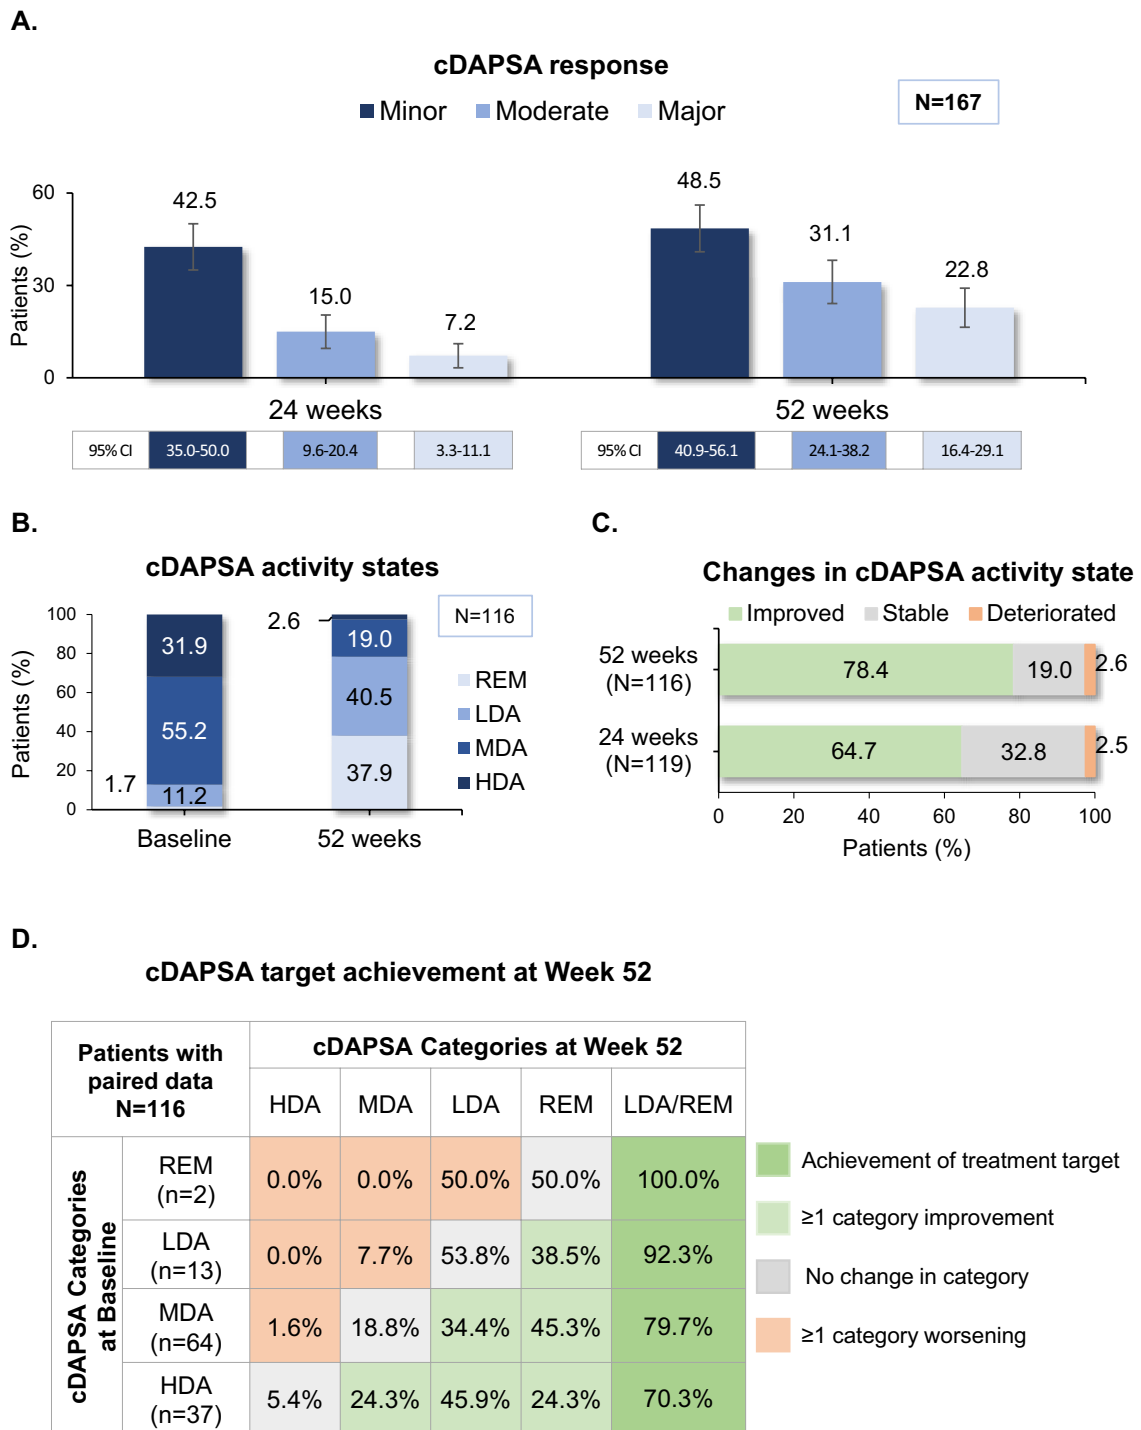 A.
cDAPSA response
Minor Moderate Major
N=167
Patients (%)
60
30
0
42.5
15.0
7.2
48.5
31.1
22.8
24 weeks
52 weeks
95% CI 35.0-50.0 9.6-20.4 3.3-11.1
95% CI 40.9-56.1 24.1-38.2 16.4-29.1
B.
cDAPSA activity states
N=116
Patients (%)
100
80
60
40
20
0
31.9
55.2
11.2
1.7
2.6
19.0
40.5
37.9
REM
LDA
MDA
HDA
Baseline
52 weeks
C.
Changes in cDAPSA activity state
Improved Stable Deteriorated
52 weeks
(N=116)
78.4 19.0 2.6
24 weeks
(N=119)
64.7 32.8 2.5
0 20 40 60 80 100
Patients (%)
D.
cDAPSA target achievement at Week 52
Patients with
paired data
N=116
cDAPSA Categories at Week 52
HDA MDA LDA REM LDA/REM
cDAPSA Categories
at Baseline
REM
(n=2)
0.0% 0.0% 50.0% 50.0% 100.0%
LDA
(n=13)
0.0% 7.7% 53.8% 38.5% 92.3%
MDA
(n=64)
1.6% 18.8% 34.4% 45.3% 79.7%
HDA
(n=37)
5.4% 24.3% 45.9% 24.3% 70.3%
Achievement of treatment target
≥1 category improvement
No change in category
≥1 category worsening